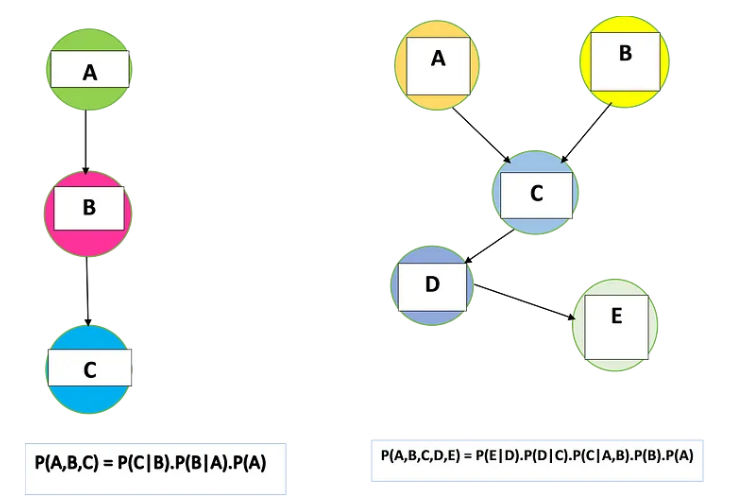 A
B
C
P(A,B,C) = P(C|B).P(B|A).P(A)
A
B
C
D
E
P(A,B,C,D,E) = P(E|D).P(D|C).P(C|A,B).P(B).P(A)